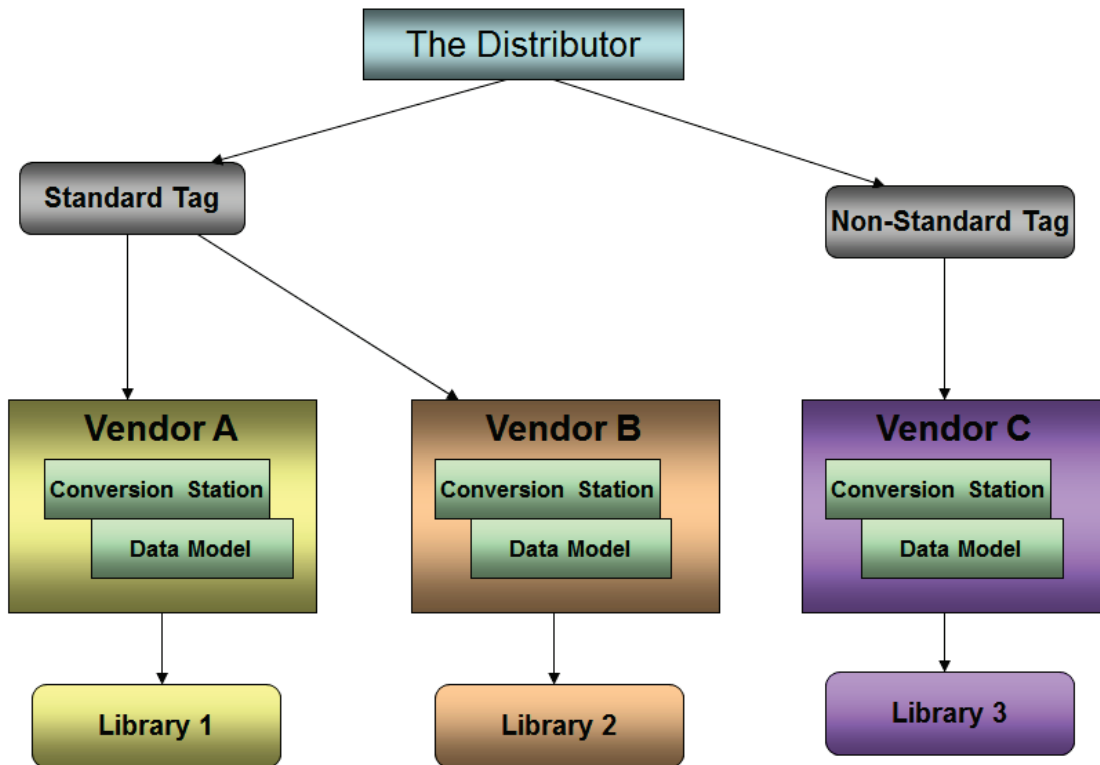 The Distributor
Standard Tag
Non-Standard Tag
Vendor A
Conversion Station
Data Model
Vendor B
Conversion Station
Data Model
Vendor C
Conversion Station
Data Model
Library 1
Library 2
Library 3